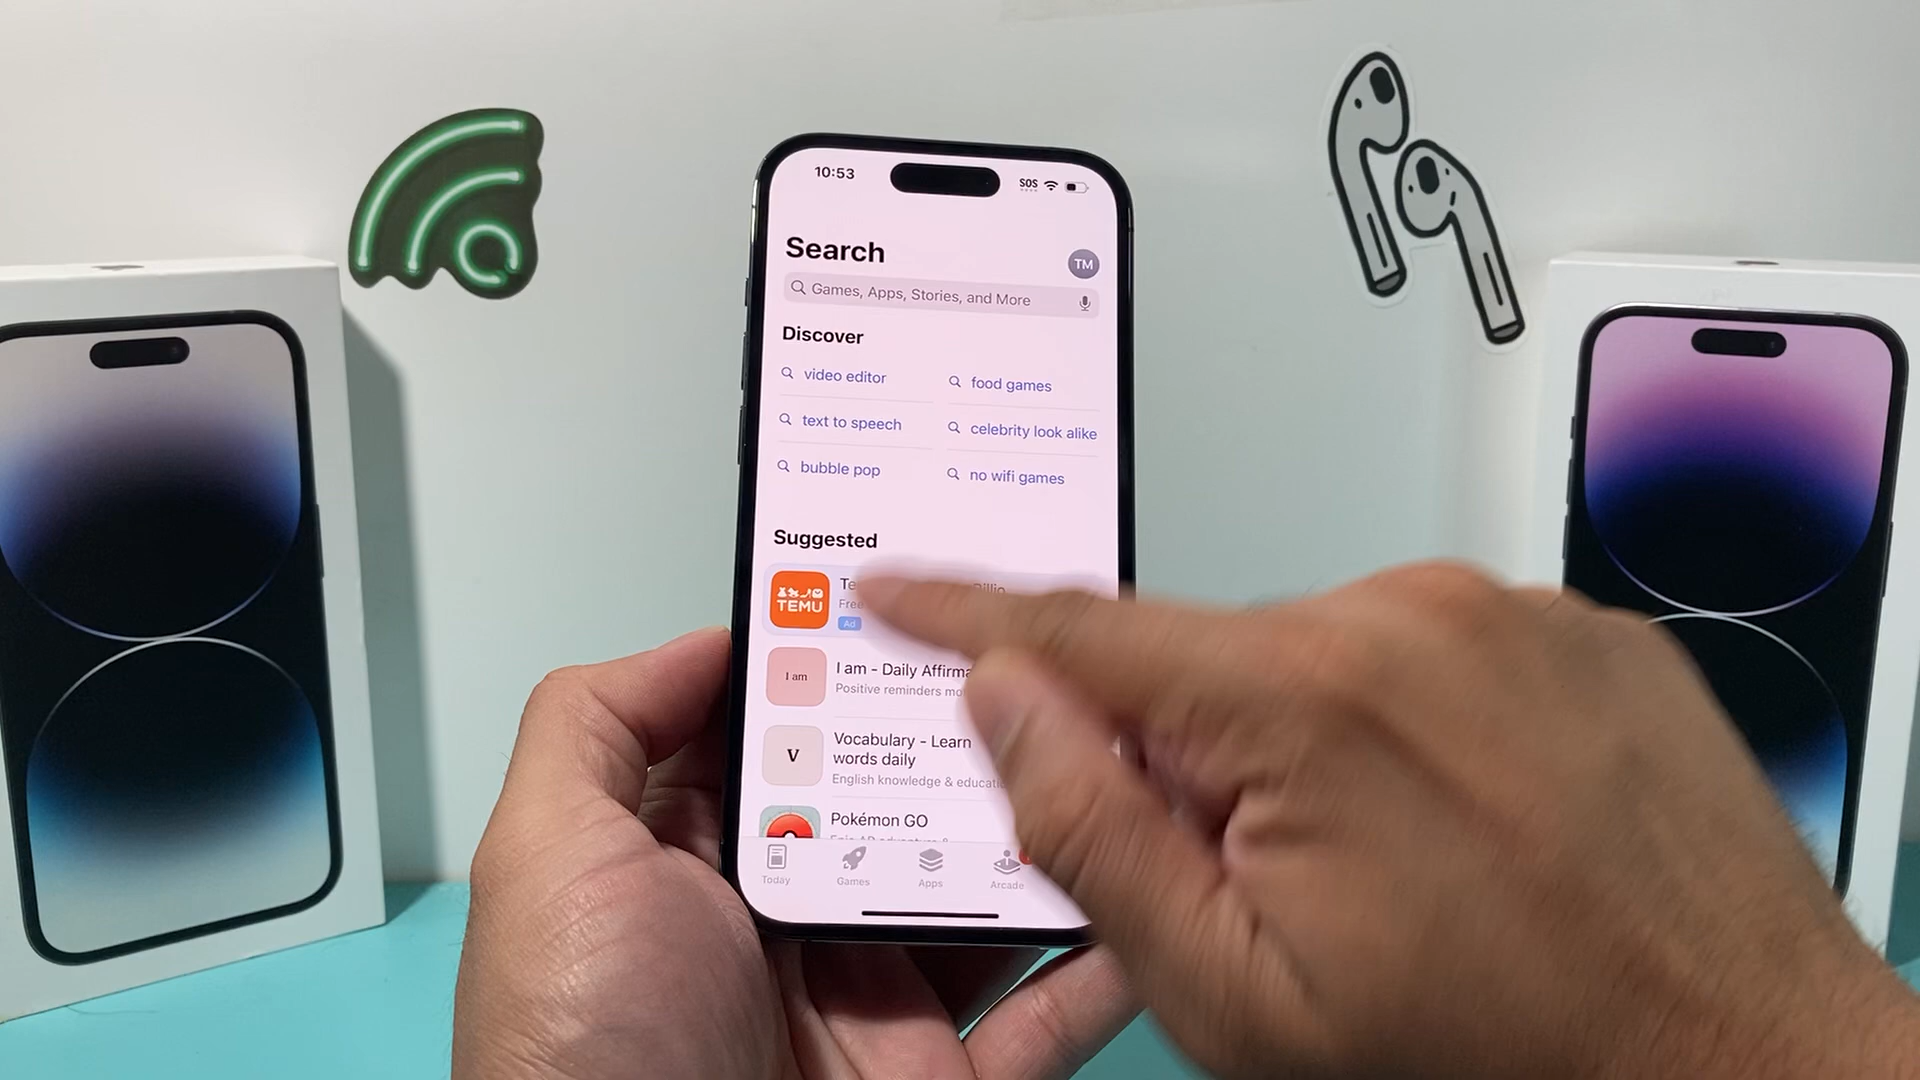 10:53
SOS
Search
TM
Games, Apps, Stories, and More
Discover
video editor
food games
text to speech
celebrity look alike
bubble pop
no wifi games
Suggested
TEMU
Ad
I am
I am - Daily
Positive reminders
V
Vocabulary - Learn
words daily
English knowledge &
Pokémon GO
Today
Games
Apps
Arcade